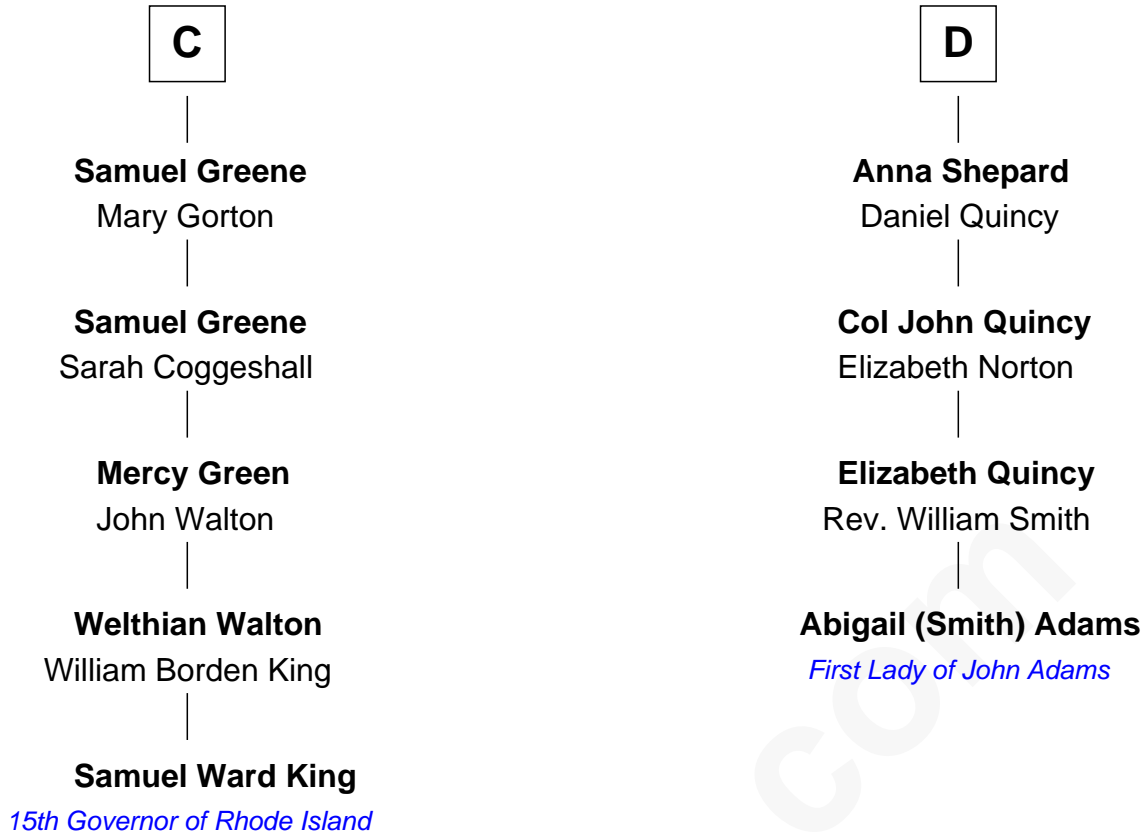 C
Samuel Greene
Mary Gorton
Samuel Greene
Sarah Coggeshall
Mercy Green
John Walton
Welthian Walton
William Borden King
Samuel Ward King
15th Governor of Rhode Island
D
Anna Shepard
Daniel Quincy
Col John Quincy
Elizabeth Norton
Elizabeth Quincy
Rev. William Smith
Abigail (Smith) Adams
First Lady of John Adams
com